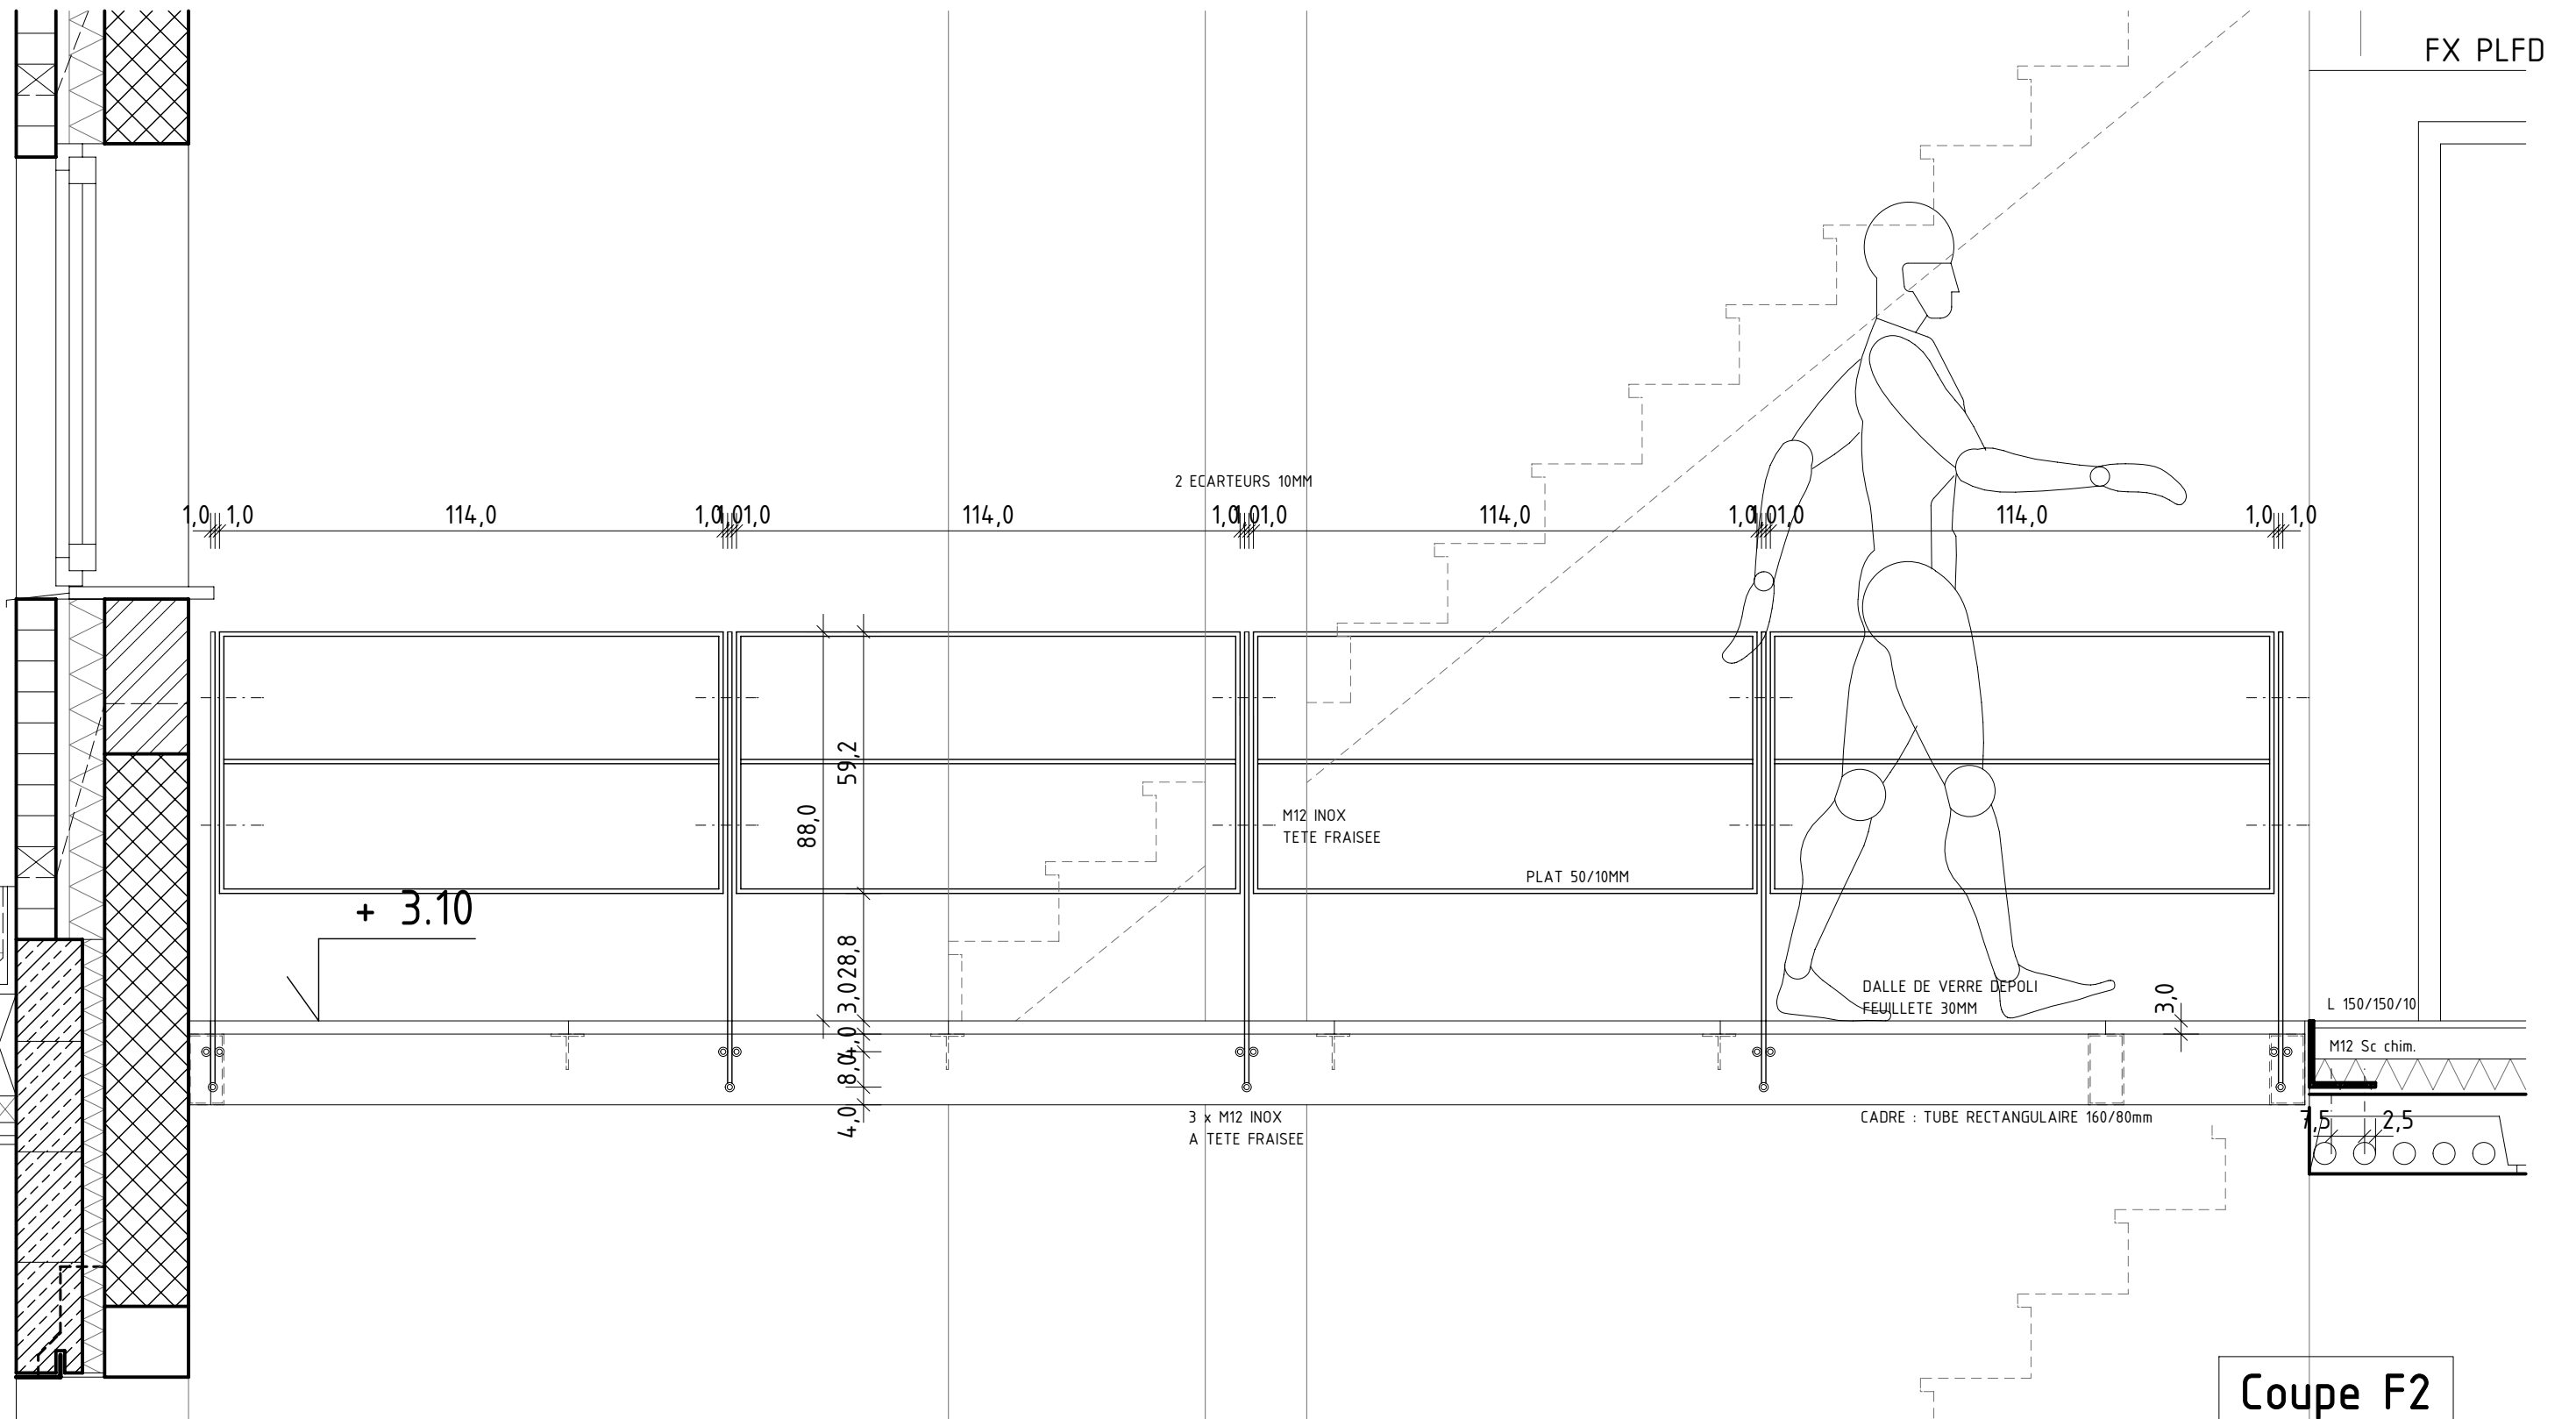 FX PLFD
2 ECARTEURS 10MM
1,0 1,0 114,0 1,0 1,0 1,0 114,0 1,0 1,0 1,0 114,0 1,0 1,0 1,0 114,0 1,0 1,0
59,2
88,0
M12 INOX
TETE FRAISEE
PLAT 50/10MM
+ 3.10
28,8
3,0
4,0
8,0
4,0
DALLE DE VERRE DEPOLI
FEUILLETE 30MM
3,0
L 150/150/10
M12 Sc chim.
3 x M12 INOX
A TETE FRAISEE
CADRE : TUBE RECTANGULAIRE 160/80mm
7,5 2,5
Coupe F2